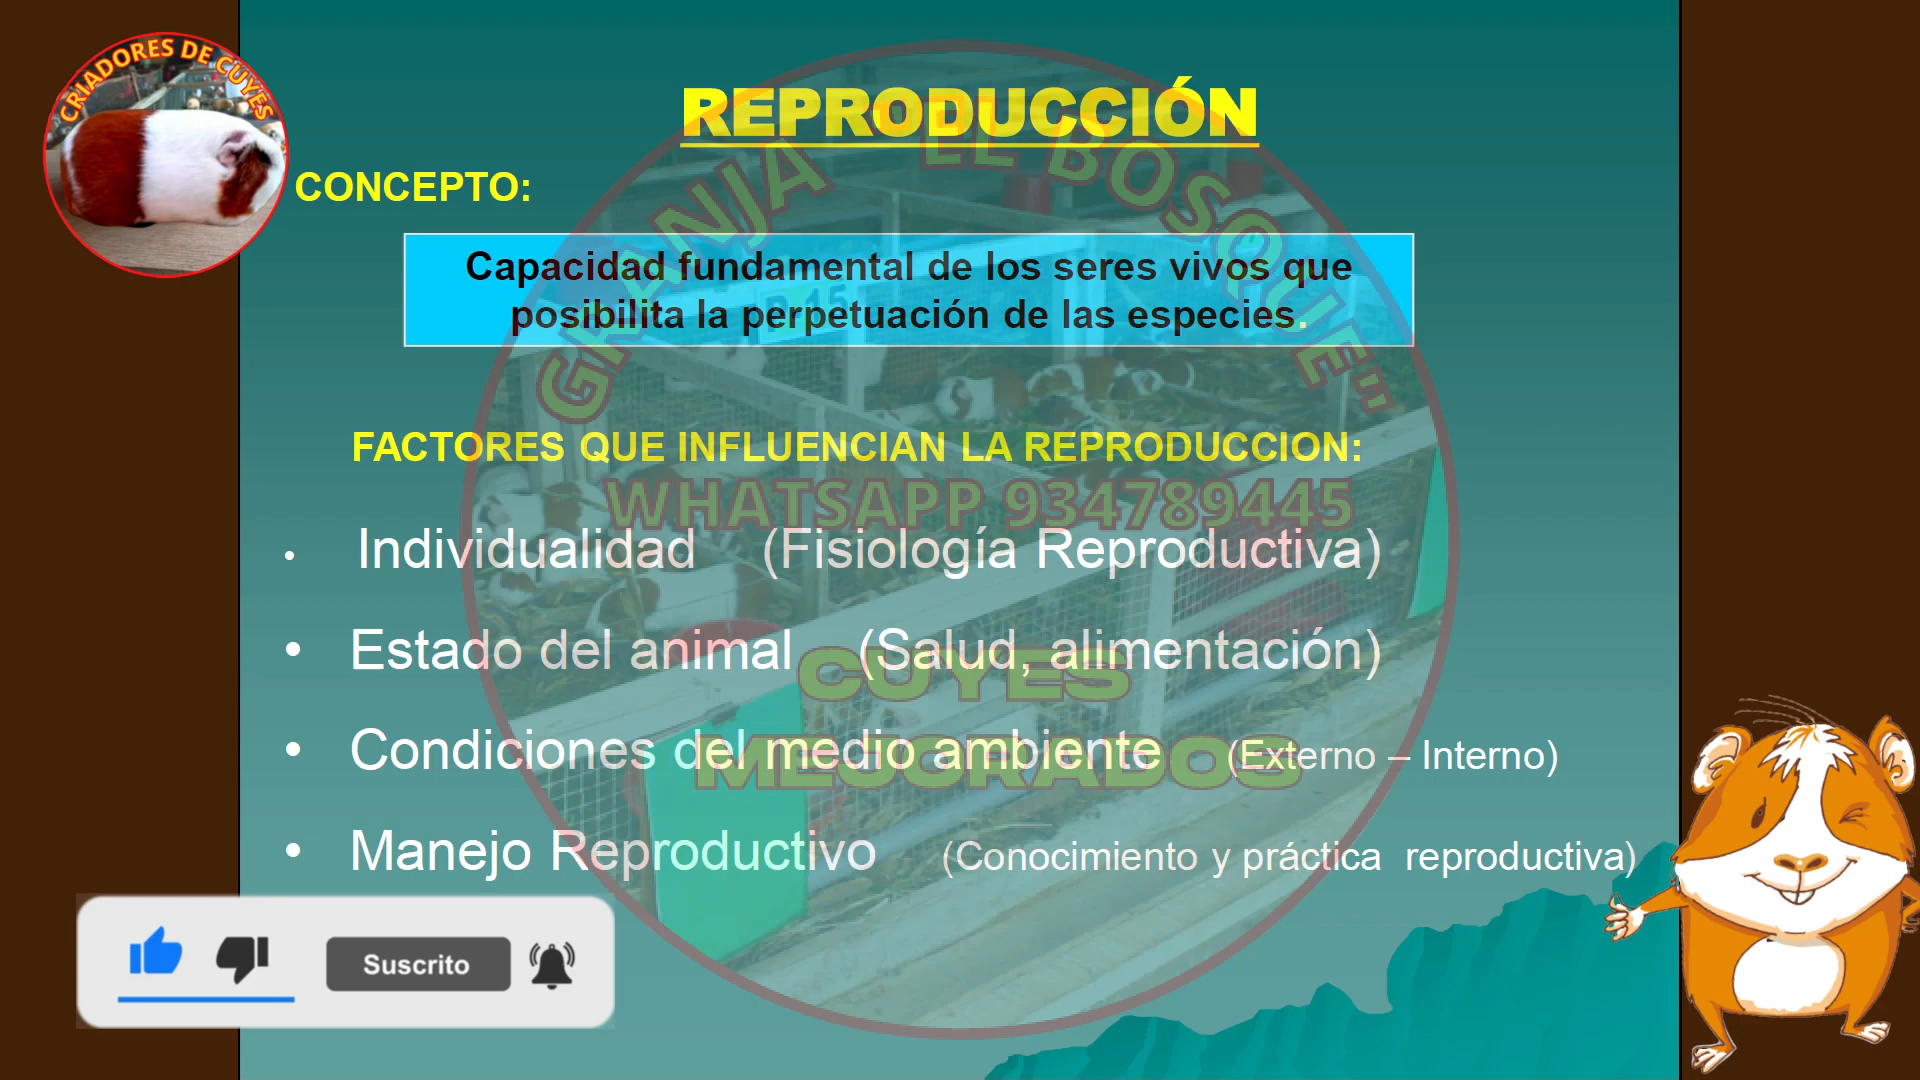 CRIADORES DE CUYES
REPRODUCCIÓN
GRANJA "EL BOSQUE"
CONCEPTO:
Capacidad fundamental de los seres vivos que
posibilita la perpetuación de las especies.
FACTORES QUE INFLUENCIAN LA REPRODUCCION:
WHATSAPP 934789445
• Individualidad (Fisiología Reproductiva)
• Estado del animal (Salud, alimentación)
CUYES
• Condiciones del medio ambiente (Externo – Interno)
MEJORADOS
• Manejo Reproductivo (Conocimiento y práctica reproductiva)
Suscrito